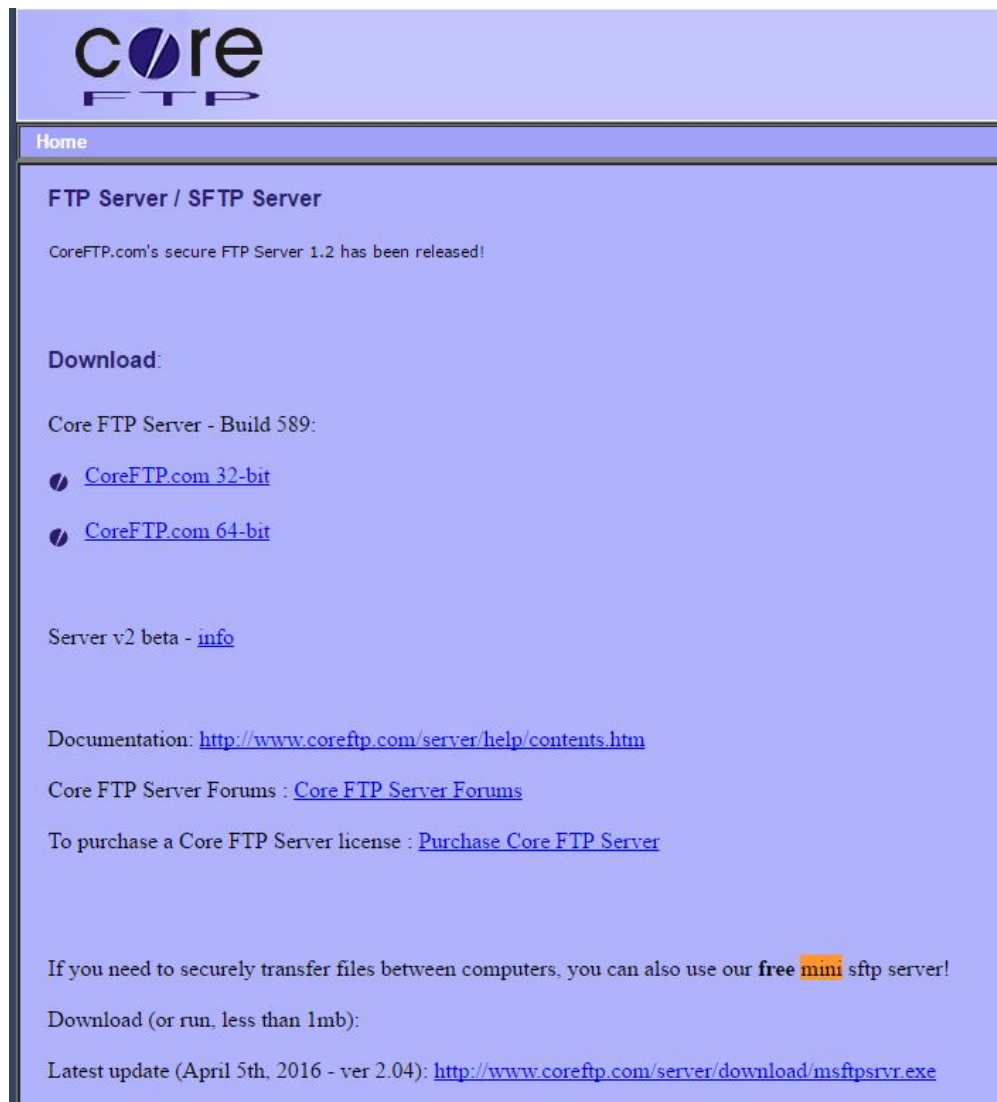 core
FTP
Home
FTP Server / SFTP Server
CoreFTP.com's secure FTP Server 1.2 has been released!
Download:
Core FTP Server - Build 589:
CoreFTP.com 32-bit
CoreFTP.com 64-bit
Server v2 beta - info
Documentation: http://www.coreftp.com/server/help/contents.htm
Core FTP Server Forums : Core FTP Server Forums
To purchase a Core FTP Server license : Purchase Core FTP Server
If you need to securely transfer files between computers, you can also use our free mini sftp server!
Download (or run, less than 1mb):
Latest update (April 5th, 2016 - ver 2.04): http://www.coreftp.com/server/download/msftpsrvr.exe